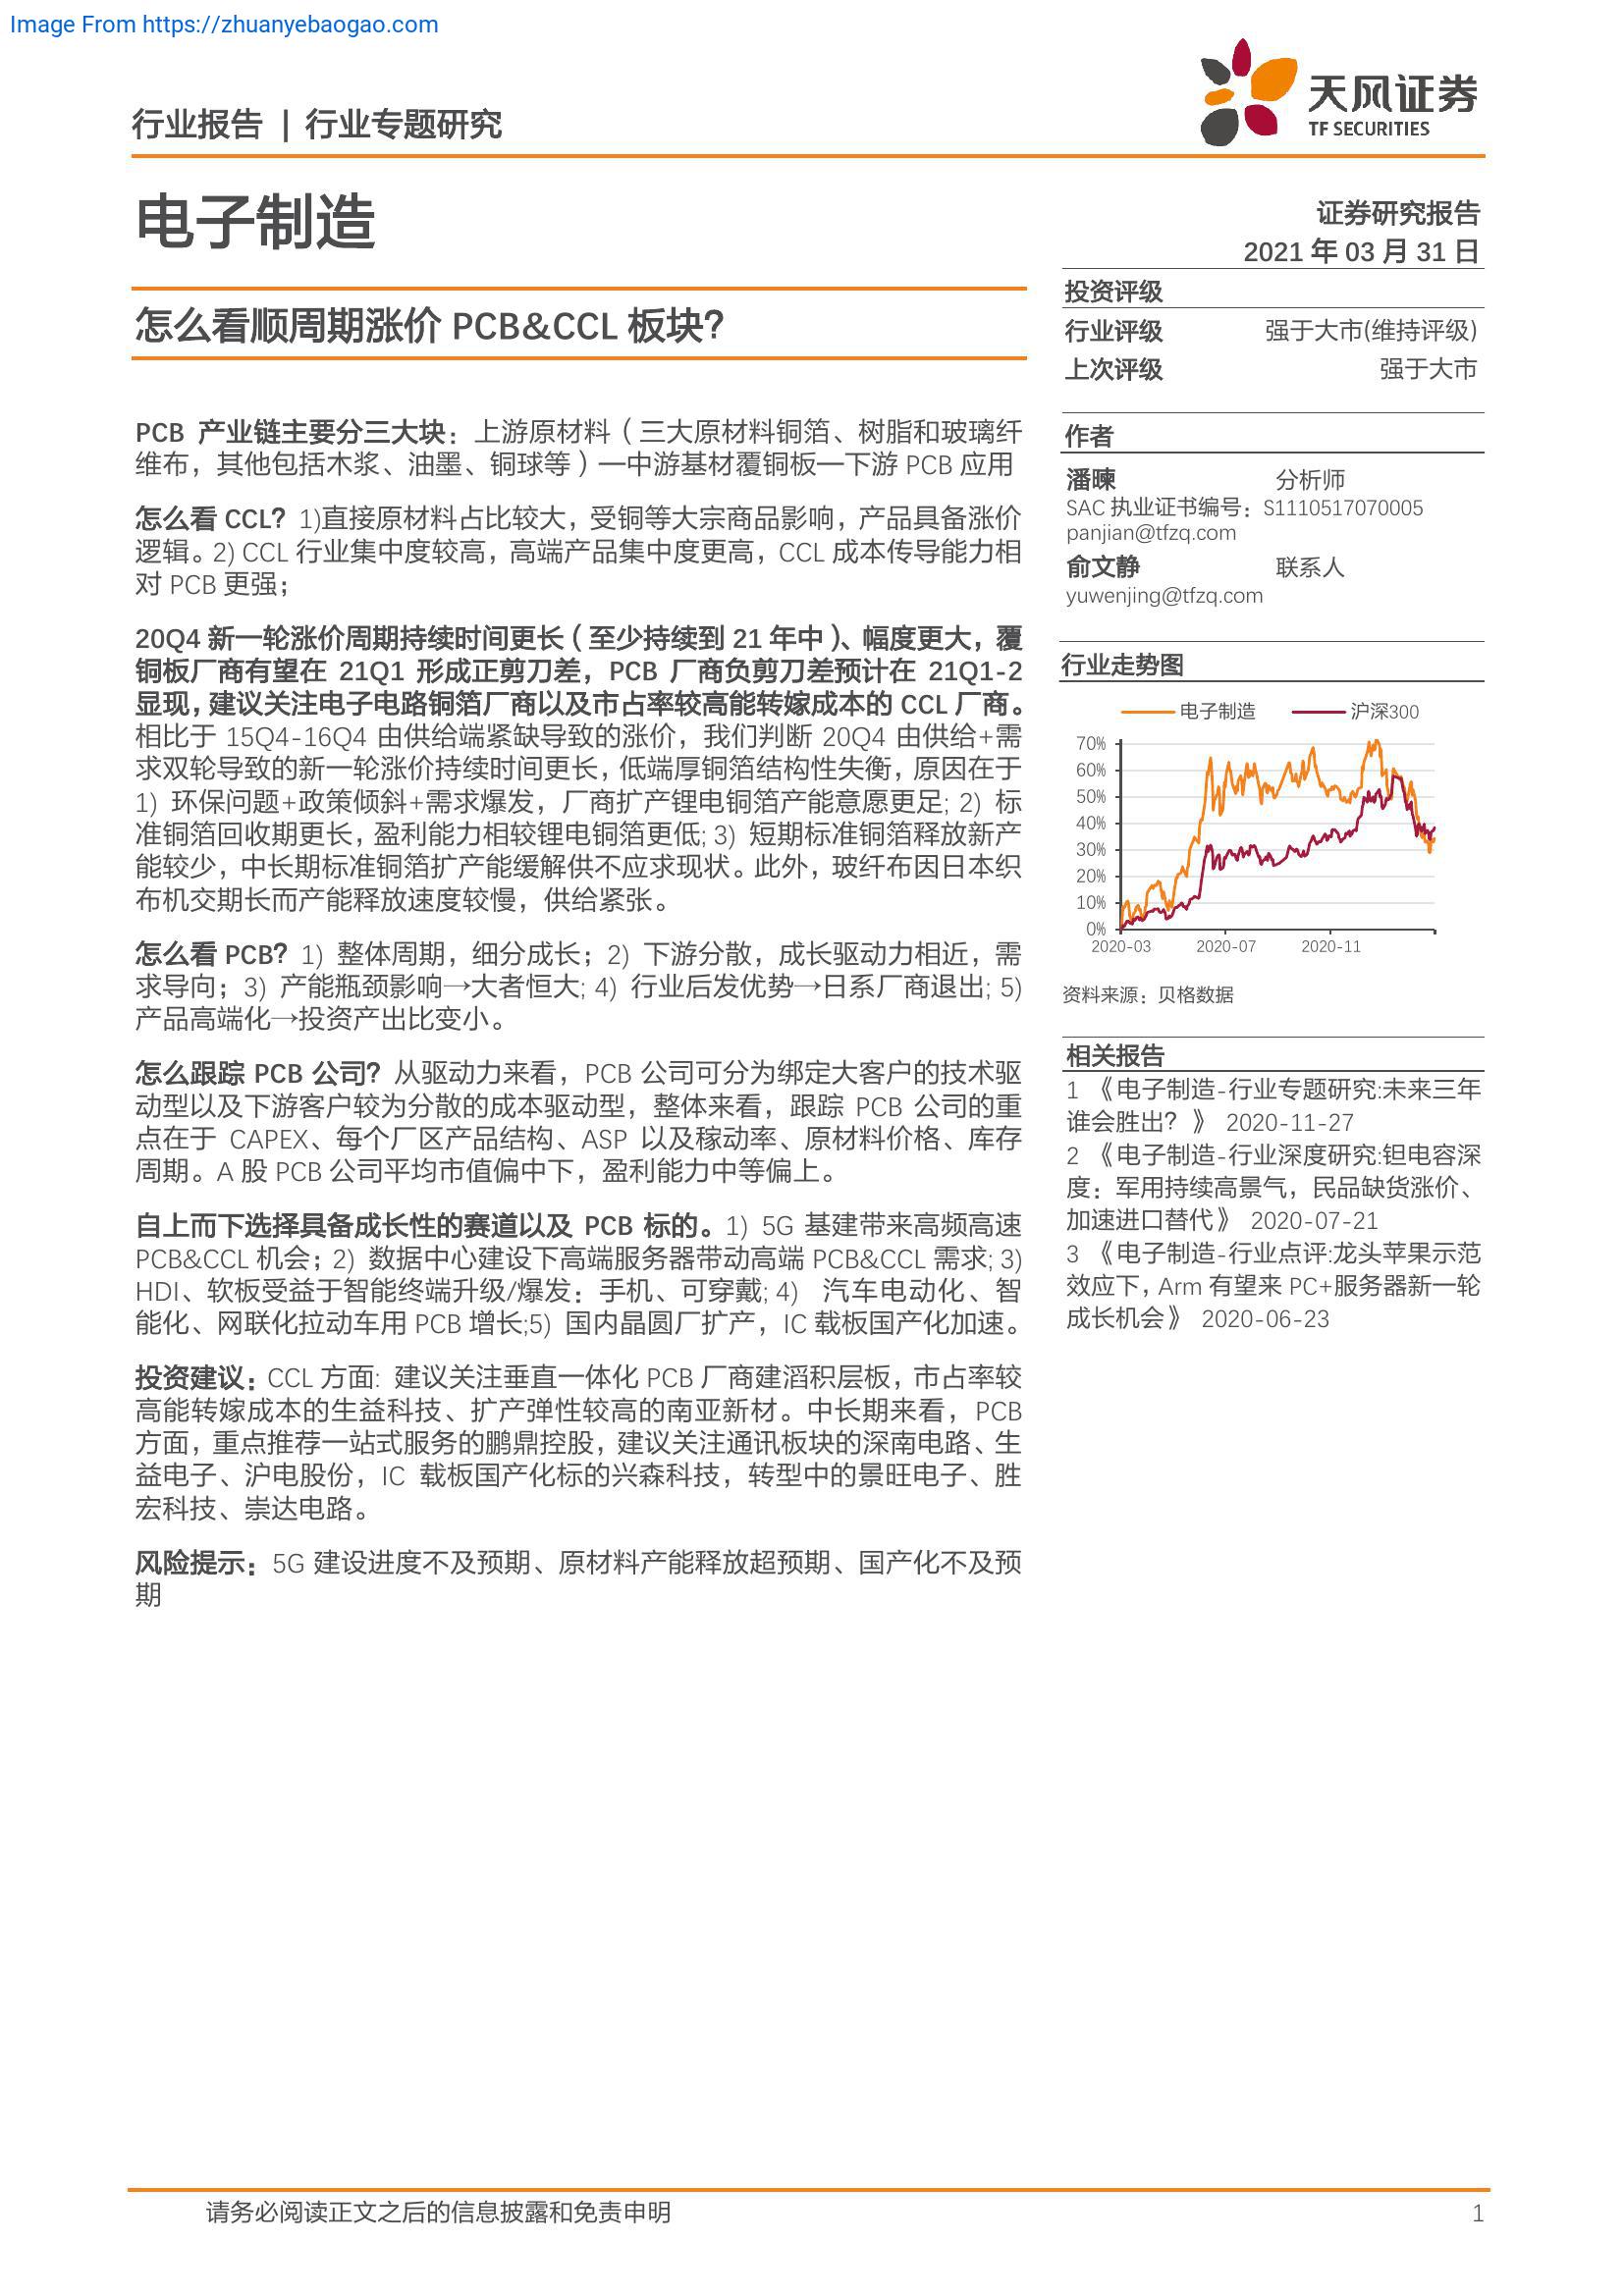 Image From https://zhuanyebaogao.com
行业报告 | 行业专题研究
天风证券
TF SECURITIES
电子制造
证券研究报告
2021 年 03 月 31 日
怎么看顺周期涨价 PCB&CCL 板块？
PCB 产业链主要分三大块：上游原材料（三大原材料铜箔、树脂和玻璃纤
维布，其他包括木浆、油墨、铜球等）—中游基材覆铜板—下游 PCB 应用
怎么看 CCL？1)直接原材料占比较大，受铜等大宗商品影响，产品具备涨价
逻辑。2) CCL 行业集中度较高，高端产品集中度更高，CCL 成本传导能力相
对 PCB 更强；
20Q4 新一轮涨价周期持续时间更长（至少持续到 21 年中）、幅度更大，覆
铜板厂商有望在 21Q1 形成正剪刀差，PCB 厂商负剪刀差预计在 21Q1-2
显现，建议关注电子电路铜箔厂商以及市占率较高能转嫁成本的 CCL 厂商。
相比于 15Q4-16Q4 由供给端紧缺导致的涨价，我们判断 20Q4 由供给+需
求双轮导致的新一轮涨价持续时间更长，低端厚铜箔结构性失衡，原因在于
1) 环保问题+政策倾斜+需求爆发，厂商扩产锂电铜箔产能意愿更足; 2) 标
准铜箔回收期更长，盈利能力相较锂电铜箔更低; 3) 短期标准铜箔释放新产
能较少，中长期标准铜箔扩产能缓解供不应求现状。此外，玻纤布因日本织
布机交期长而产能释放速度较慢，供给紧张。
怎么看 PCB？1) 整体周期，细分成长；2) 下游分散，成长驱动力相近，需
求导向；3) 产能瓶颈影响→大者恒大; 4) 行业后发优势→日系厂商退出; 5)
产品高端化→投资产出比变小。
怎么跟踪 PCB 公司？从驱动力来看，PCB 公司可分为绑定大客户的技术驱
动型以及下游客户较为分散的成本驱动型，整体来看，跟踪 PCB 公司的重
点在于 CAPEX、每个厂区产品结构、ASP 以及稼动率、原材料价格、库存
周期。A 股 PCB 公司平均市值偏中下，盈利能力中等偏上。
自上而下选择具备成长性的赛道以及 PCB 标的。1) 5G 基建带来高频高速
PCB&CCL 机会；2) 数据中心建设下高端服务器带动高端 PCB&CCL 需求; 3)
HDI、软板受益于智能终端升级/爆发：手机、可穿戴; 4) 汽车电动化、智
能化、网联化拉动车用 PCB 增长;5) 国内晶圆厂扩产，IC 载板国产化加速。
投资建议：CCL 方面: 建议关注垂直一体化 PCB 厂商建滔积层板，市占率较
高能转嫁成本的生益科技、扩产弹性较高的南亚新材。中长期来看，PCB
方面，重点推荐一站式服务的鹏鼎控股，建议关注通讯板块的深南电路、生
益电子、沪电股份，IC 载板国产化标的兴森科技，转型中的景旺电子、胜
宏科技、崇达电路。
风险提示：5G 建设进度不及预期、原材料产能释放超预期、国产化不及预
期
投资评级
行业评级 强于大市(维持评级)
上次评级 强于大市
作者
潘暕 分析师
SAC 执业证书编号：S1110517070005
panjian@tfzq.com
俞文静 联系人
yuwenjing@tfzq.com
行业走势图
电子制造 沪深300
70%
60%
50%
40%
30%
20%
10%
0%
2020-03 2020-07 2020-11
资料来源：贝格数据
相关报告
1 《电子制造-行业专题研究:未来三年
谁会胜出？》 2020-11-27
2 《电子制造-行业深度研究:钽电容深
度：军用持续高景气，民品缺货涨价、
加速进口替代》 2020-07-21
3 《电子制造-行业点评:龙头苹果示范
效应下，Arm 有望来 PC+服务器新一轮
成长机会》 2020-06-23
请务必阅读正文之后的信息披露和免责申明 1